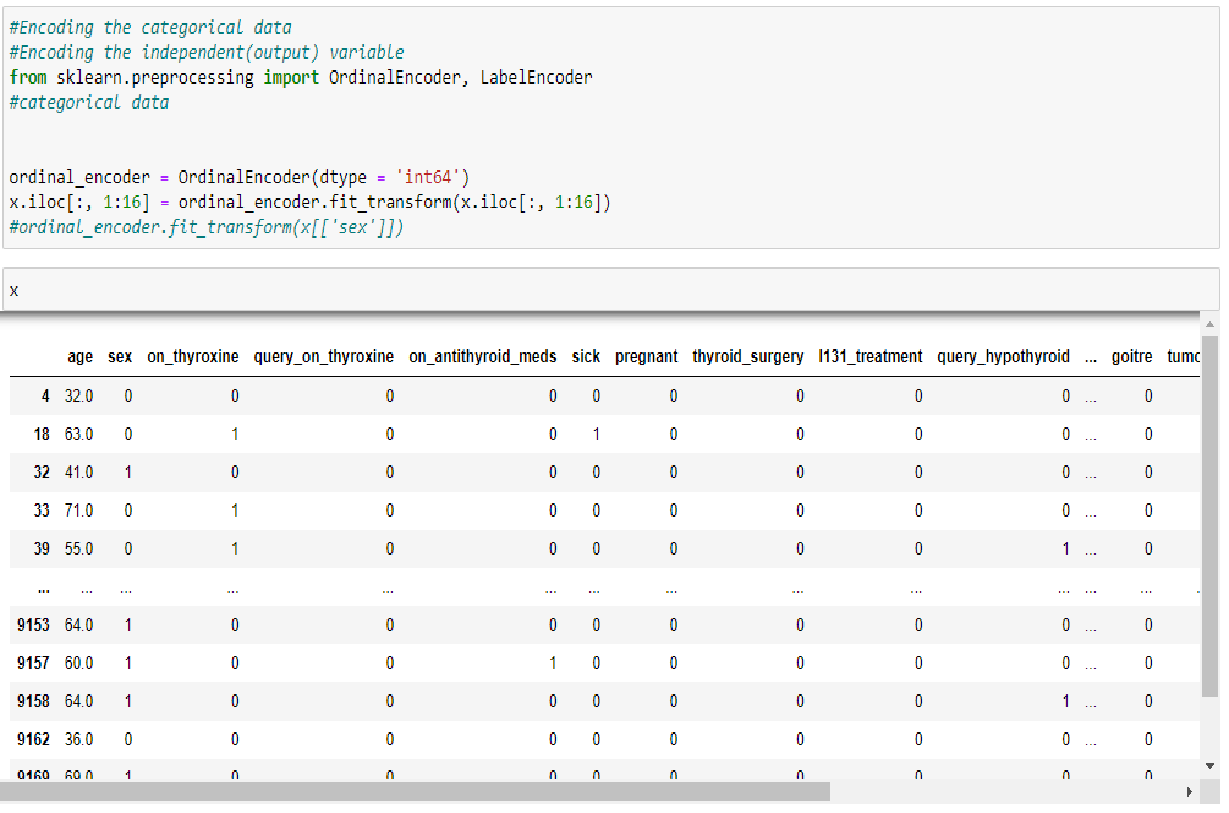 #Encoding the categorical data
#Encoding the independent(output) variable
from sklearn.preprocessing import OrdinalEncoder, LabelEncoder
#categorical data
ordinal_encoder = OrdinalEncoder(dtype = 'int64')
x.iloc[:, 1:16] = ordinal_encoder.fit_transform(x.iloc[:, 1:16])
#ordinal_encoder.fit_transform(x[['sex']])
x
age sex on_thyroxine query_on_thyroxine on_antithyroid_meds sick pregnant thyroid_surgery I131_treatment query_hypothyroid ... goitre tumo
4 32.0 0 0 0 0 0 0 0 0 0 ... 0
18 63.0 0 1 0 0 1 0 0 0 0 ... 0
32 41.0 1 0 0 0 0 0 0 0 0 ... 0
33 71.0 0 1 0 0 0 0 0 0 0 ... 0
39 55.0 0 1 0 0 0 0 0 0 1 ... 0
... ... ... ... ... ... ... ... ... ... ... ... ...
9153 64.0 1 0 0 0 0 0 0 0 0 ... 0
9157 60.0 1 0 0 1 0 0 0 0 0 ... 0
9158 64.0 1 0 0 0 0 0 0 0 1 ... 0
9162 36.0 0 0 0 0 0 0 0 0 0 ... 0
9169 69.0 1 0 0 0 0 0 0 0 0 0